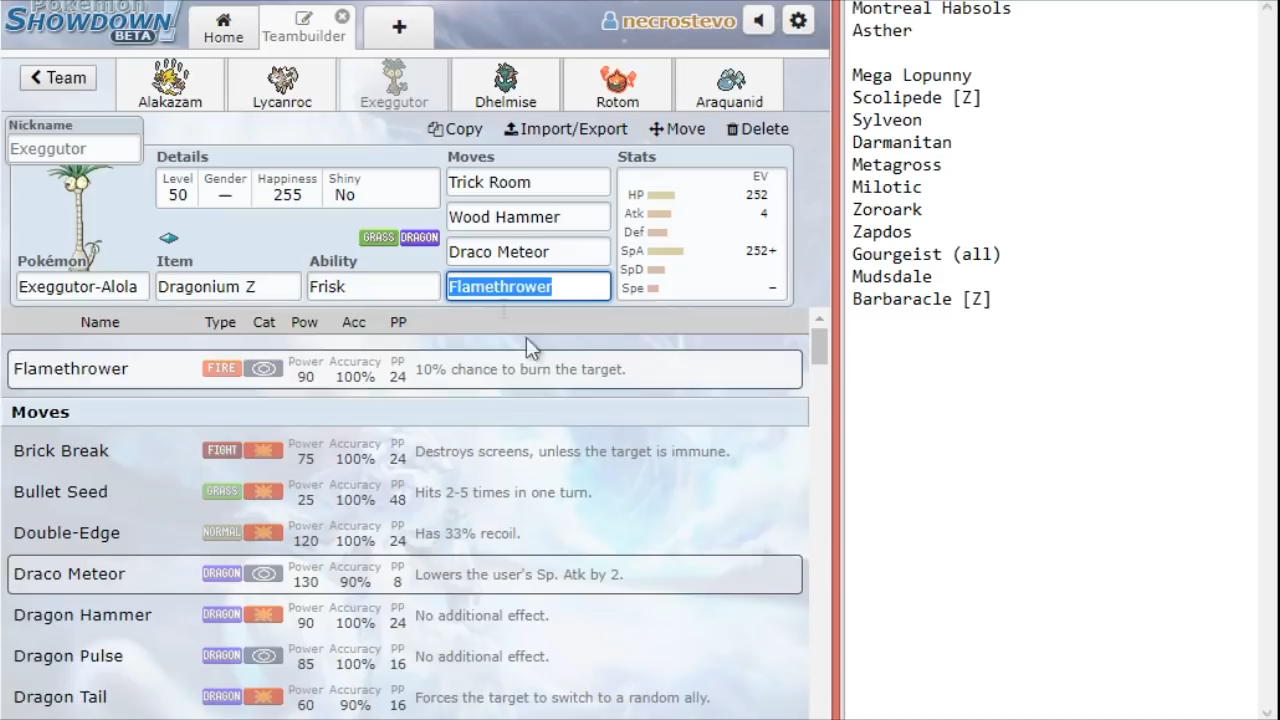 Pokémon
SHOWDOWN
BETA
Home
Teambuilder
+
necrostevo
Team
Alakazam
Lycanroc
Exeggutor
Dhelmise
Rotom
Araquanid
Nickname
Exeggutor
Copy
Import/Export
Move
Delete
Details
Level
50
Gender
—
Happiness
255
Shiny
No
GRASS DRAGON
Pokémon
Exeggutor-Alola
Item
Dragonium Z
Ability
Frisk
Moves
Trick Room
Wood Hammer
Draco Meteor
Flamethrower
Stats
EV
HP 252
Atk 4
Def
SpA 252+
SpD
Spe –
Name Type Cat Pow Acc PP
Flamethrower FIRE Power 90 Accuracy 100% PP 24 10% chance to burn the target.
Moves
Brick Break FIGHT Power 75 Accuracy 100% PP 24 Destroys screens, unless the target is immune.
Bullet Seed GRASS Power 25 Accuracy 100% PP 48 Hits 2-5 times in one turn.
Double-Edge NORMAL Power 120 Accuracy 100% PP 24 Has 33% recoil.
Draco Meteor DRAGON Power 130 Accuracy 90% PP 8 Lowers the user's Sp. Atk by 2.
Dragon Hammer DRAGON Power 90 Accuracy 100% PP 24 No additional effect.
Dragon Pulse DRAGON Power 85 Accuracy 100% PP 16 No additional effect.
Dragon Tail DRAGON Power 60 Accuracy 90% PP 16 Forces the target to switch to a random ally.
Montreal Habsols
Asther
Mega Lopunny
Scolipede [Z]
Sylveon
Darmanitan
Metagross
Milotic
Zoroark
Zapdos
Gourgeist (all)
Mudsdale
Barbaracle [Z]